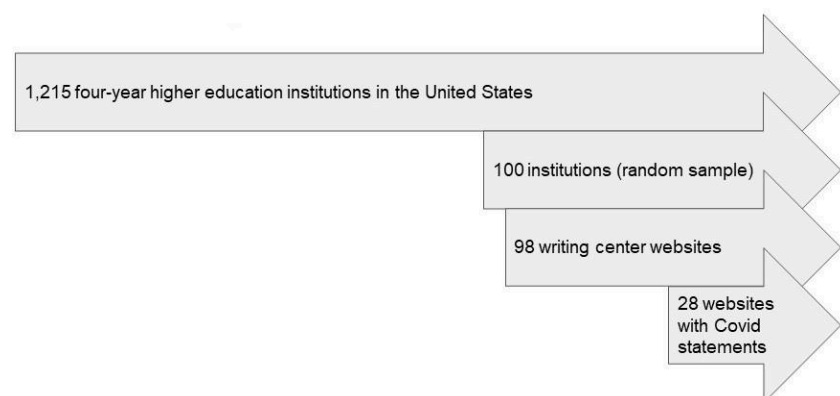 1,215 four-year higher education institutions in the United States
100 institutions (random sample)
98 writing center websites
28 websites
with Covid
statements